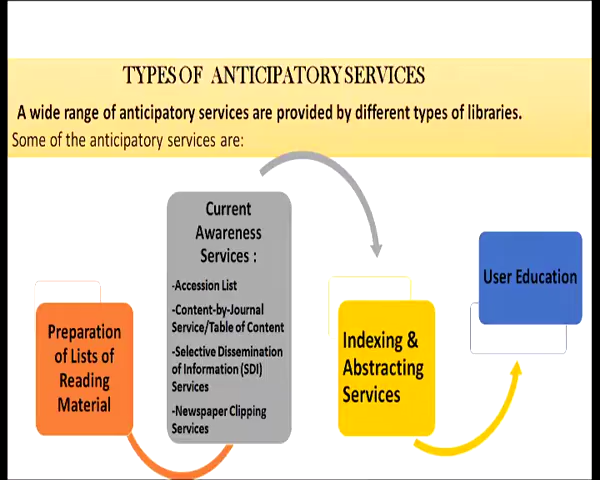 TYPES OF ANTICIPATORY SERVICES
A wide range of anticipatory services are provided by different types of libraries.
Some of the anticipatory services are:
Preparation
of Lists of
Reading
Material
Current
Awareness
Services :
-Accession List
-Content-by-Journal
Service/Table of Content
-Selective Dissemination
of Information (SDI)
Services
-Newspaper Clipping
Services
Indexing &
Abstracting
Services
User Education